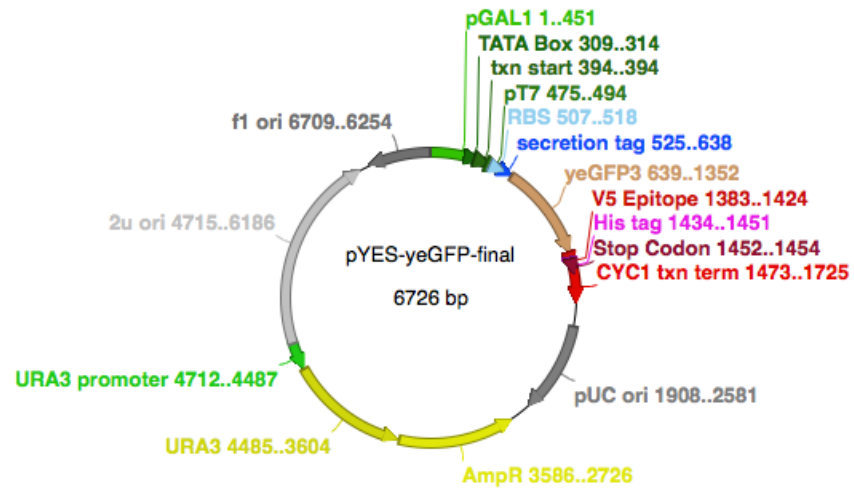 pGAL1 1..451
TATA Box 309..314
txn start 394..394
pT7 475..494
RBS 507..518
secretion tag 525..638
yeGFP3 639..1352
V5 Epitope 1383..1424
His tag 1434..1451
Stop Codon 1452..1454
CYC1 txn term 1473..1725
pUC ori 1908..2581
AmpR 3586..2726
URA3 4485..3604
URA3 promoter 4712..4487
2u ori 4715..6186
f1 ori 6709..6254
pYES-yeGFP-final
6726 bp